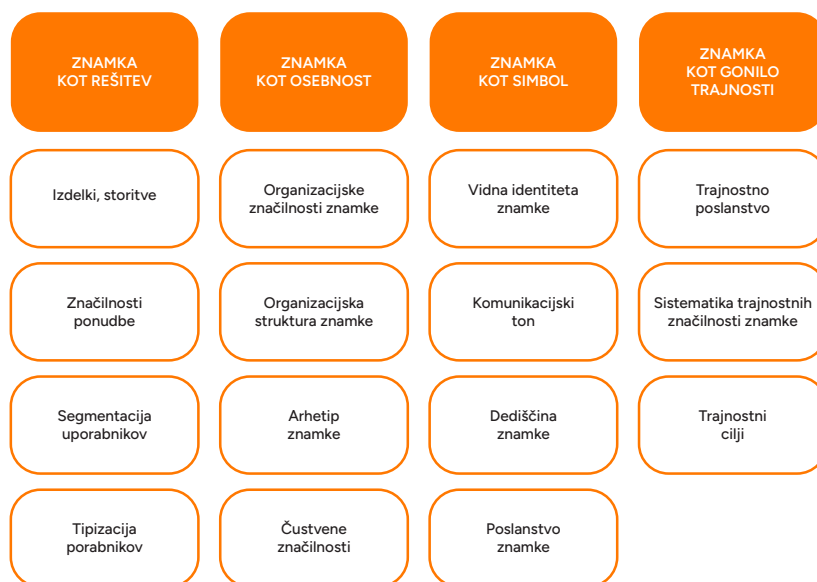 ZNAMKA
KOT REŠITEV
ZNAMKA
KOT OSEBNOST
ZNAMKA
KOT SIMBOL
ZNAMKA
KOT GONILO
TRAJNOSTI
Izdelki, storitve
Organizacijske
značilnosti znamke
Vidna identiteta
znamke
Trajnostno
poslanstvo
Značilnosti
ponudbe
Organizacijska
struktura znamke
Komunikacijski
ton
Sistematika trajnostnih
značilnosti znamke
Segmentacija
uporabnikov
Arhetip
znamke
Dediščina
znamke
Trajnostni
cilji
Tipizacija
porabnikov
Čustvene
značilnosti
Poslanstvo
znamke